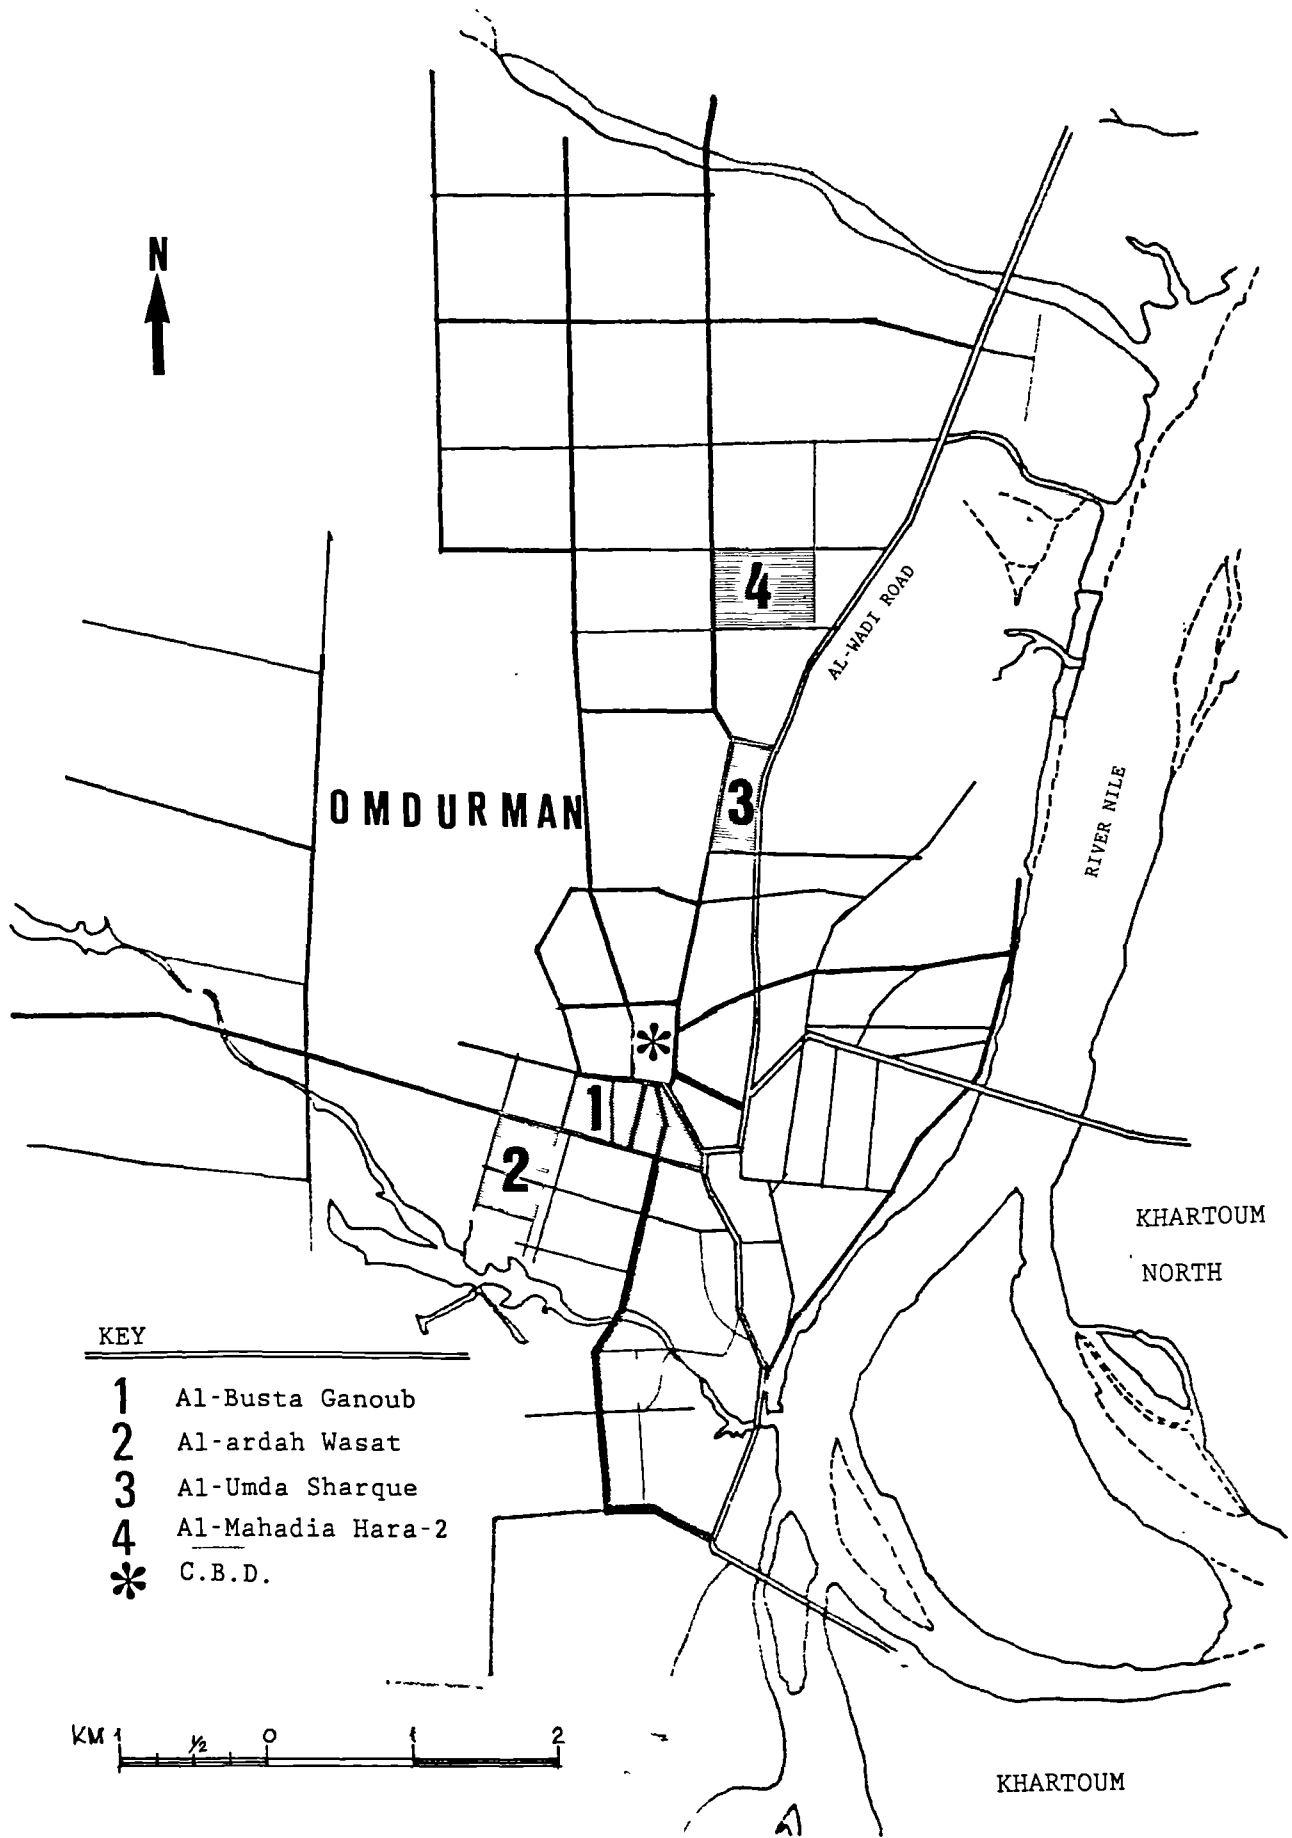 N
4
AL-WADI ROAD
3
OMDURMAN
RIVER NILE
*
1
2
KHARTOUM
NORTH
KEY
1 Al-Busta Ganoub
2 Al-ardah Wasat
3 Al-Umda Sharque
4 Al-Mahadia Hara-2
* C.B.D.
KM 1 ½ 0 1 2
KHARTOUM